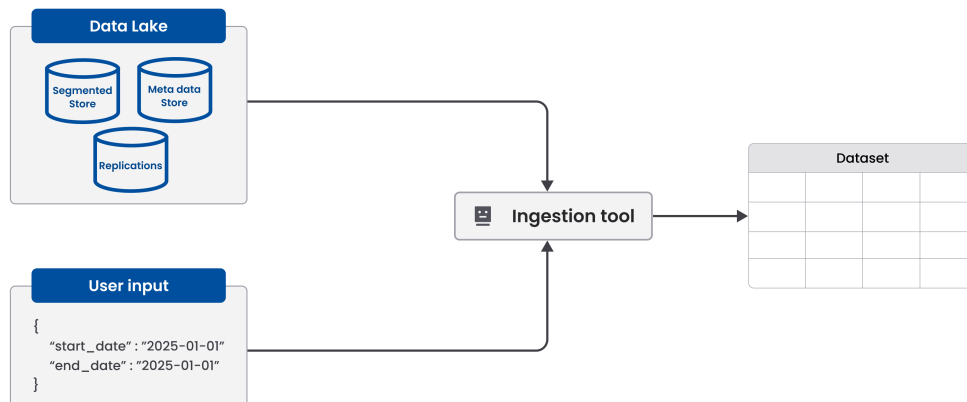 Data Lake
Segmented
Store
Meta data
Store
Replications
Ingestion tool
Dataset
User input
{
“start_date” : ”2025-01-01”
“end_date” : ”2025-01-01”
}